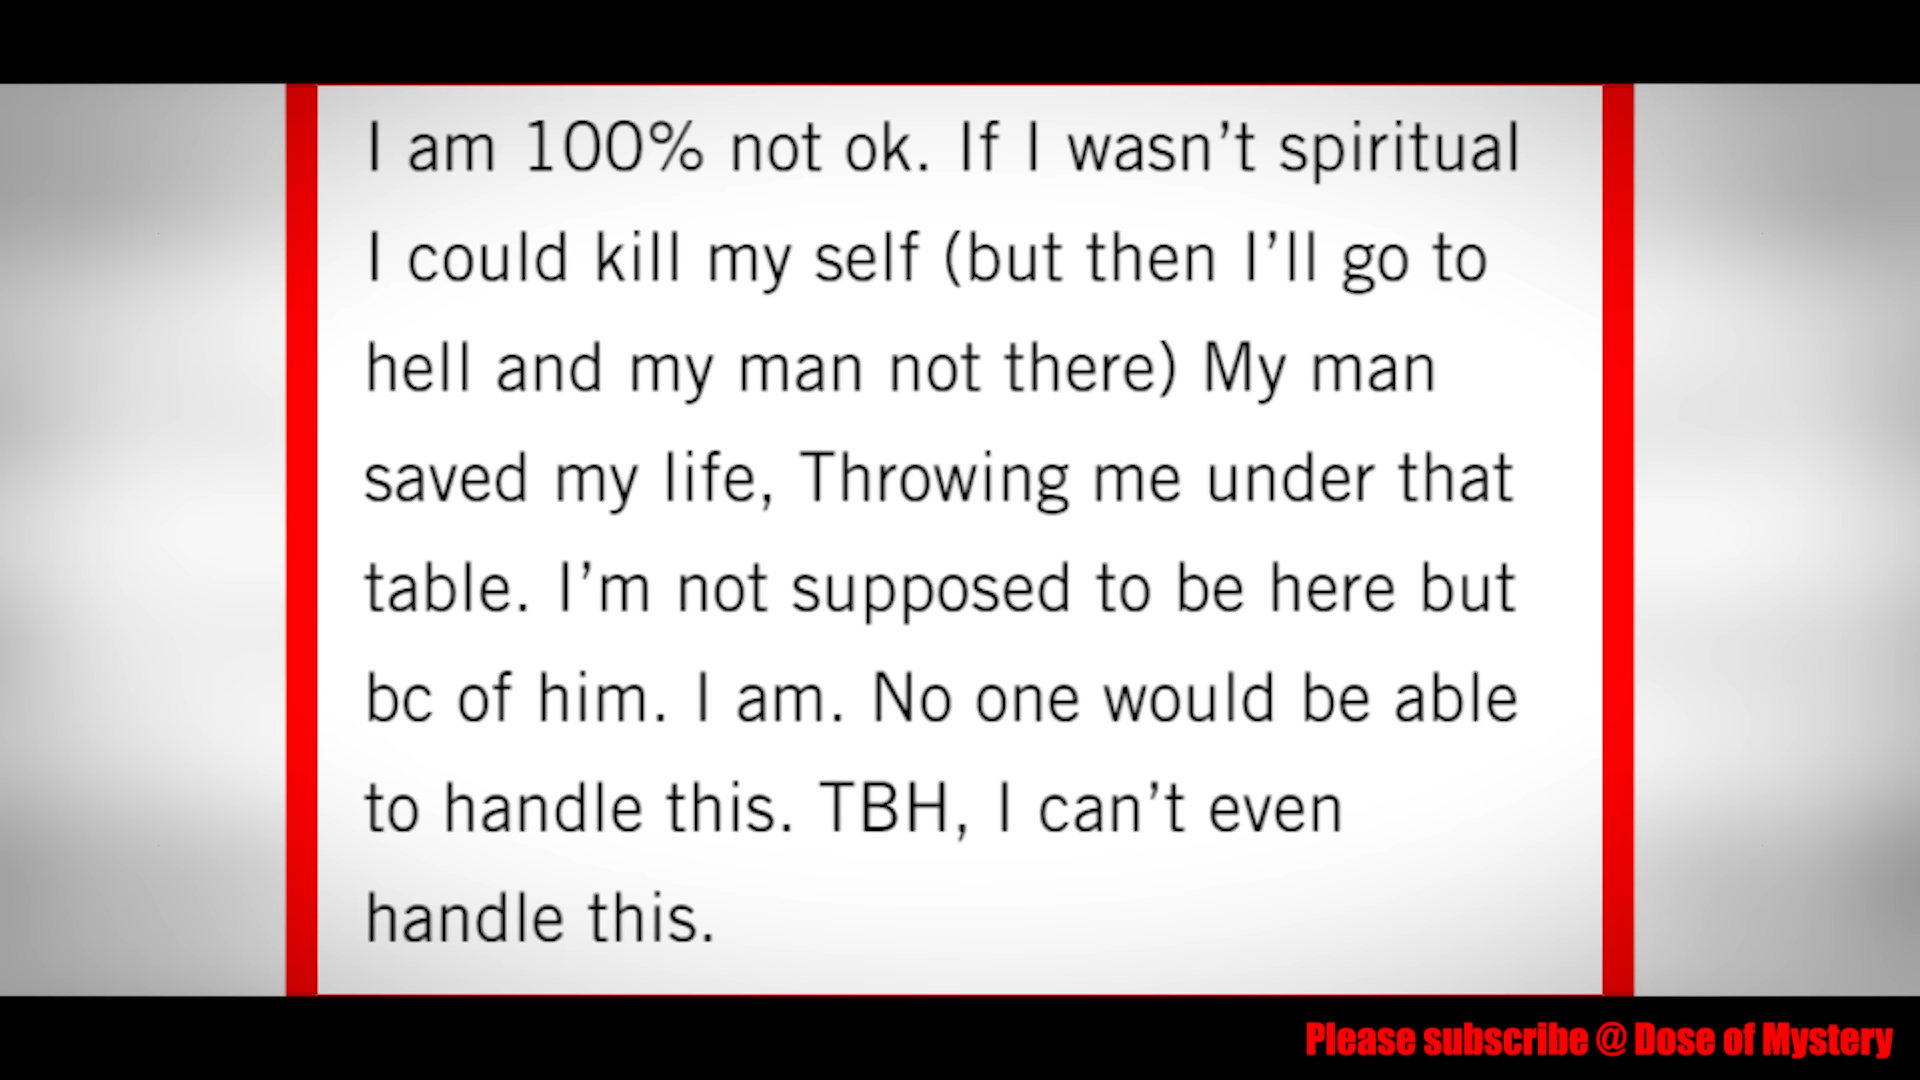 I am 100% not ok. If I wasn’t spiritual
I could kill my self (but then I’ll go to
hell and my man not there) My man
saved my life, Throwing me under that
table. I’m not supposed to be here but
bc of him. I am. No one would be able
to handle this. TBH, I can’t even
handle this.
Please subscribe @ Dose of Mystery